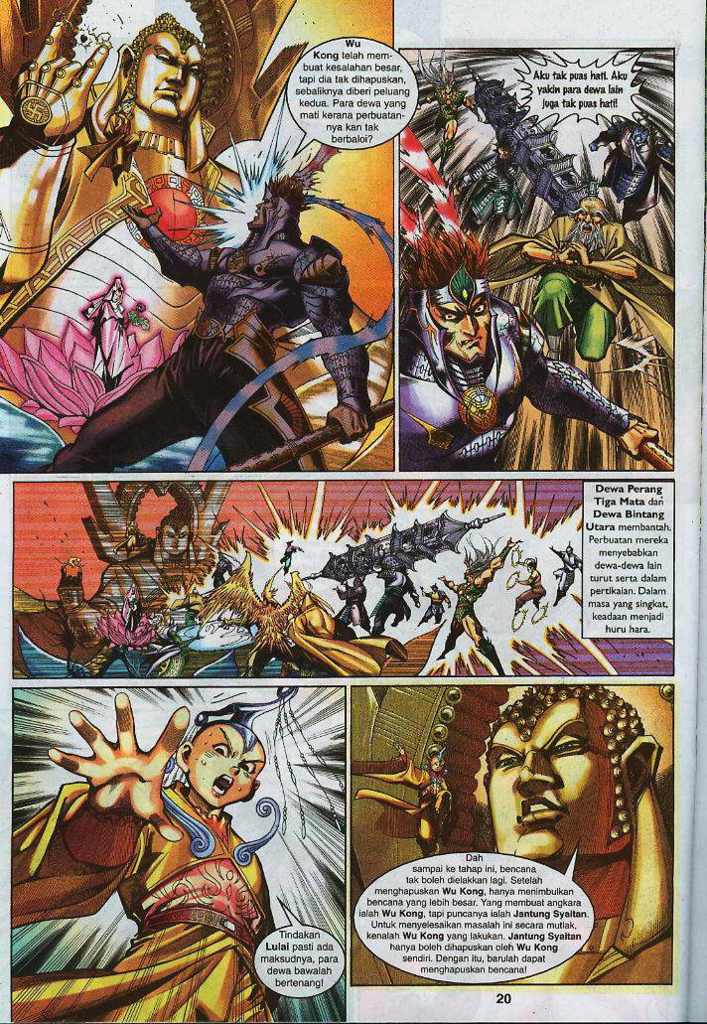 Wu
Kong telah mem-
buat kesalahan besar,
tapi dia tak dihapuskan,
sebaliknya diberi peluang
kedua. Para dewa yang
mati kerana perbuatan-
nya kan tak
berbaloi?
Aku tak puas hati. Aku
yakin para dewa lain
juga tak puas hati!
Dewa Perang
Tiga Mata dan
Dewa Bintang
Utara membantah.
Perbuatan mereka
menyebabkan
dewa-dewa lain
turut serta dalam
pertikaian. Dalam
masa yang singkat,
keadaan menjadi
huru hara.
Tindakan
Lulai pasti ada
maksudnya, para
dewa bawalah
bertenang!
Dah
sampai ke tahap ini, bencana
tak boleh dielakkan lagi. Setelah
menghapuskan Wu Kong, hanya menimbulkan
bencana yang lebih besar. Yang membuat angkara
ialah Wu Kong, tapi puncanya ialah Jantung Syaitan.
Untuk menyelesaikan masalah ini secara mutlak,
kenalah Wu Kong yang lakukan. Jantung Syaitan
hanya boleh dihapuskan oleh Wu Kong
sendiri. Dengan itu, barulah dapat
menghapuskan bencana!
20